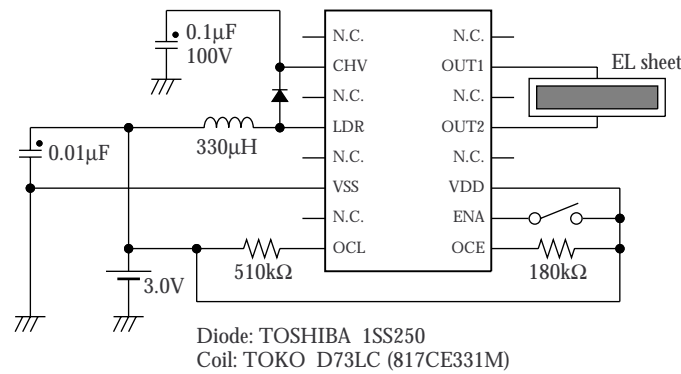 0.1µF
100V
N.C.
CHV
N.C.
LDR
N.C.
VSS
N.C.
OCL
N.C.
OUT1
N.C.
OUT2
N.C.
VDD
ENA
OCE
EL sheet
0.01µF
330µH
510kΩ
180kΩ
3.0V
Diode: TOSHIBA 1SS250
Coil: TOKO D73LC (817CE331M)